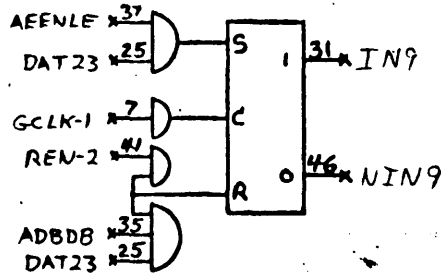 AEENLE 37
DAT23 25
S
1 31 IN9
GCLK-1 7
C
REN-2 41
0 46 NIN9
R
ADBDB 35
DAT23 25